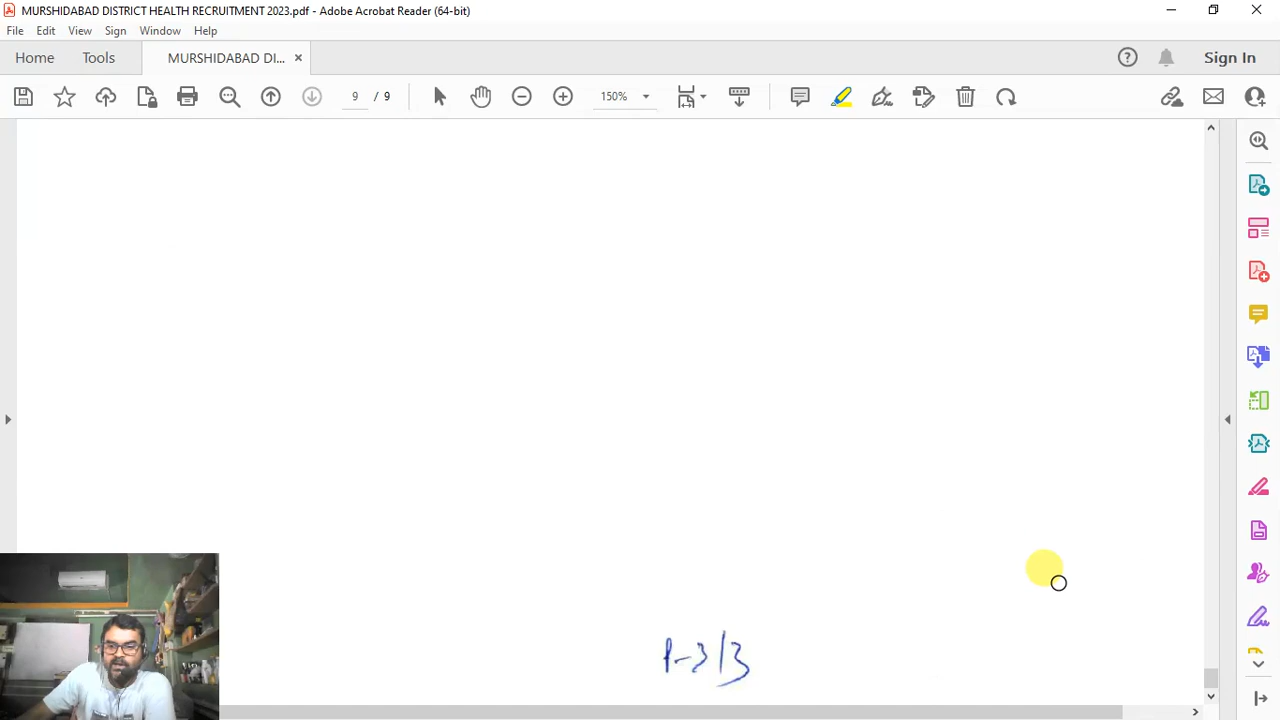 MURSHIDABAD DISTRICT HEALTH RECRUITMENT 2023.pdf - Adobe Acrobat Reader (64-bit)
File Edit View Sign Window Help
Home Tools MURSHIDABAD DI... Sign In
9 / 9 150%
P-3/3